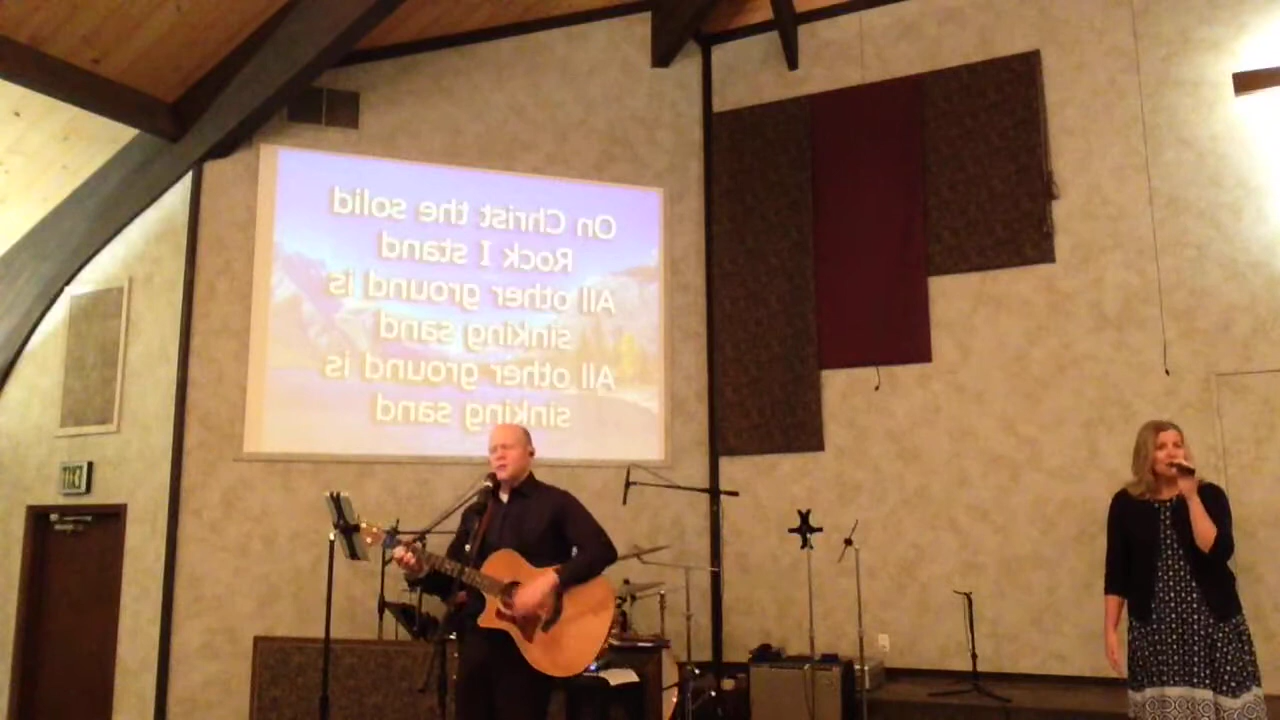 On Christ the solid
Rock I stand
All other ground is
sinking sand
All other ground is
sinking sand
EXIT